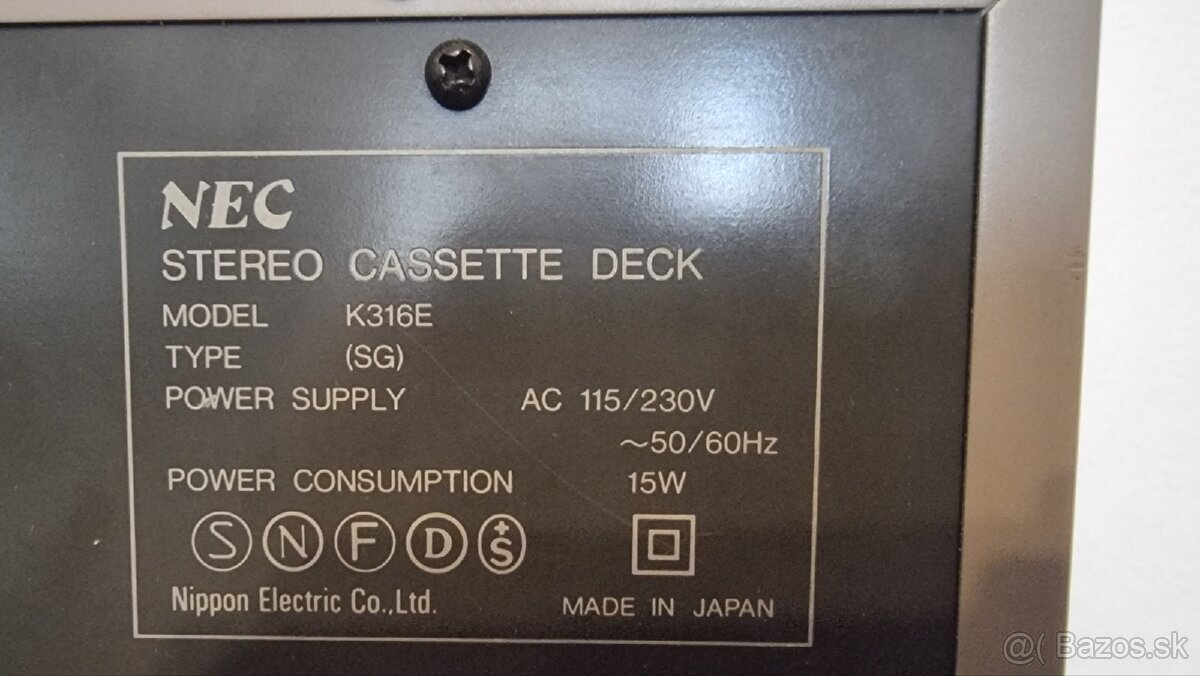 NEC
STEREO CASSETTE DECK
MODEL K316E
TYPE (SG)
POWER SUPPLY AC 115/230V
~50/60Hz
POWER CONSUMPTION 15W
S N F D +S
Nippon Electric Co.,Ltd.
MADE IN JAPAN
@( Bazos.sk